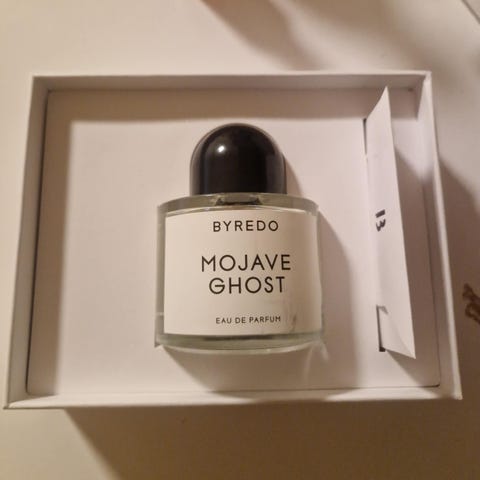 BYREDO
MOJAVE
GHOST
EAU DE PARFUM
B